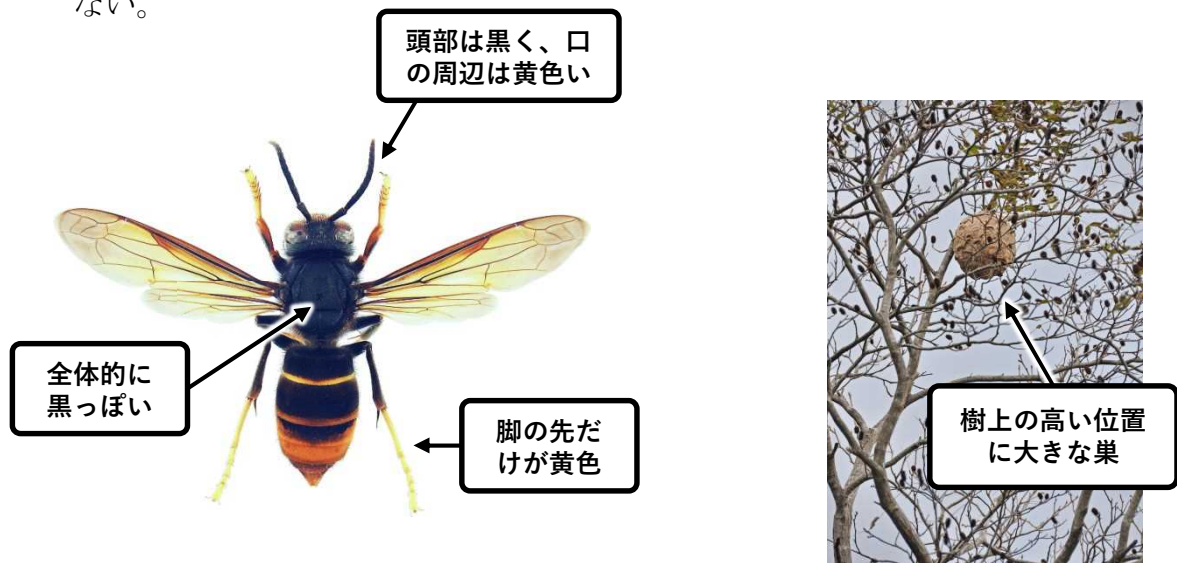 ない。
頭部は黒く、口
の周辺は黄色い
全体的に
黒っぽい
脚の先だ
けが黄色
樹上の高い位置
に大きな巣